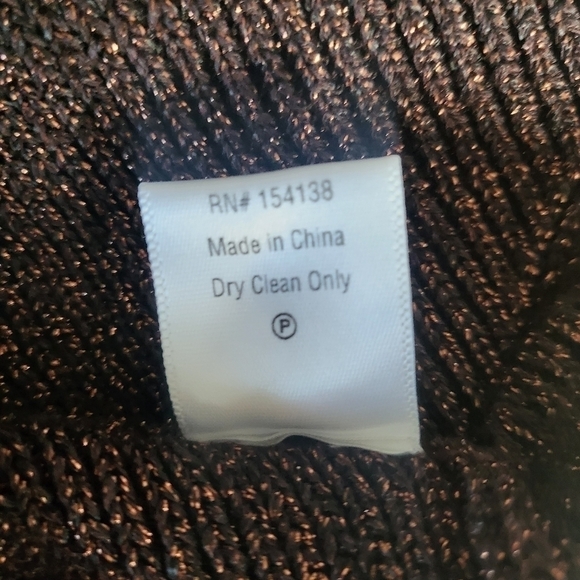 RN# 154138
Made in China
Dry Clean Only
Ⓟ